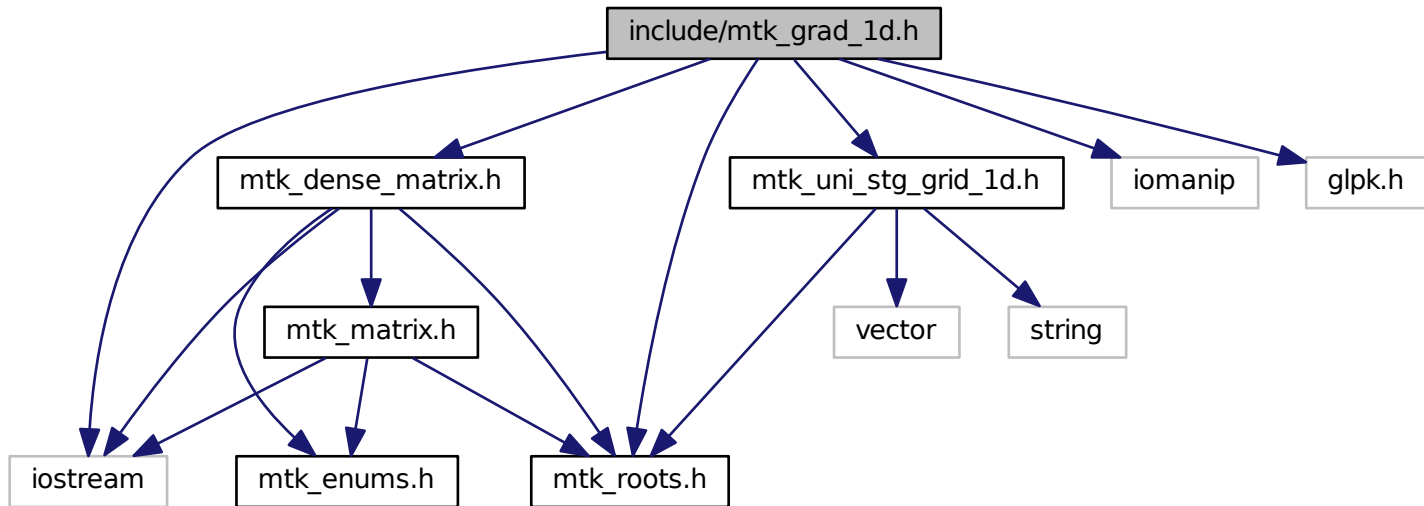 include/mtk_grad_1d.h
mtk_dense_matrix.h
mtk_uni_stg_grid_1d.h
iomanip
glpk.h
mtk_matrix.h
vector
string
iostream
mtk_enums.h
mtk_roots.h